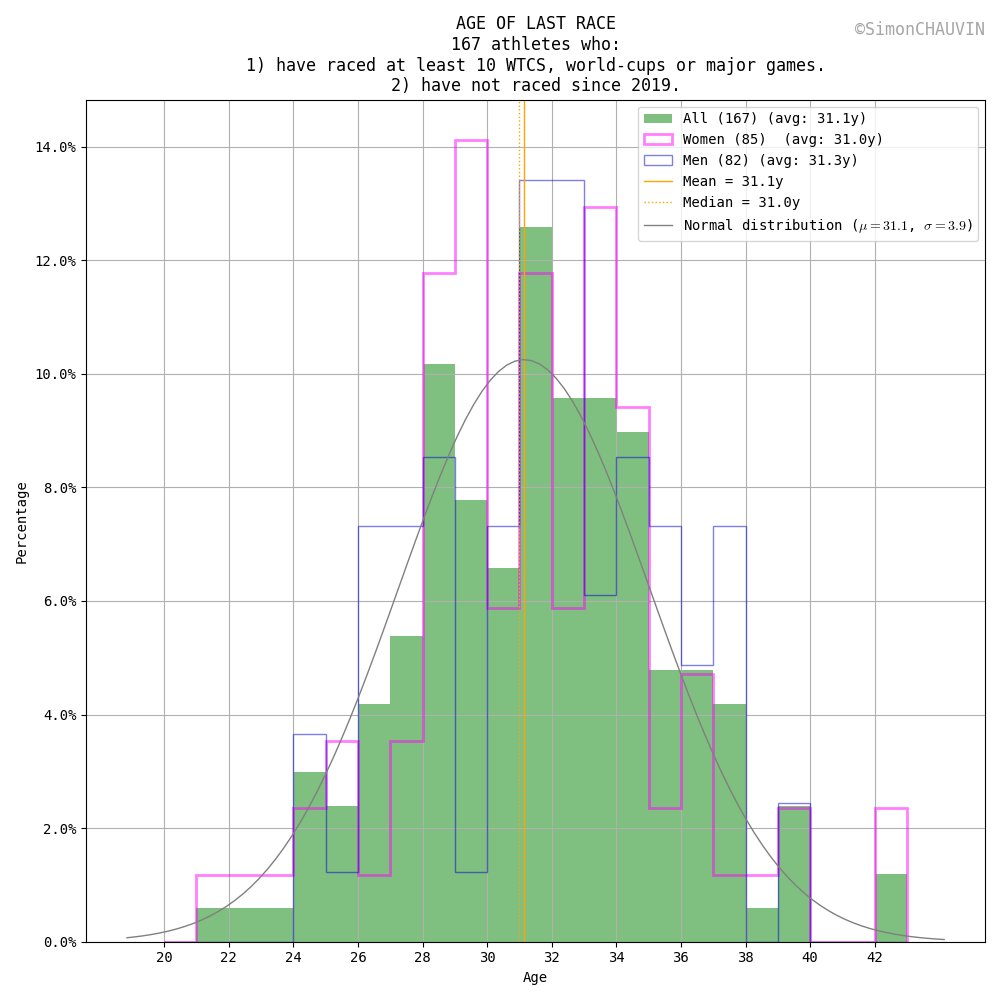 AGE OF LAST RACE
167 athletes who:
1) have raced at least 10 WTCS, world-cups or major games.
2) have not raced since 2019.
©SimonCHAUVIN
All (167) (avg: 31.1y)
Women (85)  (avg: 31.0y)
Men (82) (avg: 31.3y)
Mean = 31.1y
Median = 31.0y
Normal distribution (μ = 31.1, σ = 3.9)
14.0%
12.0%
10.0%
8.0%
6.0%
4.0%
2.0%
0.0%
Percentage
20 22 24 26 28 30 32 34 36 38 40 42
Age